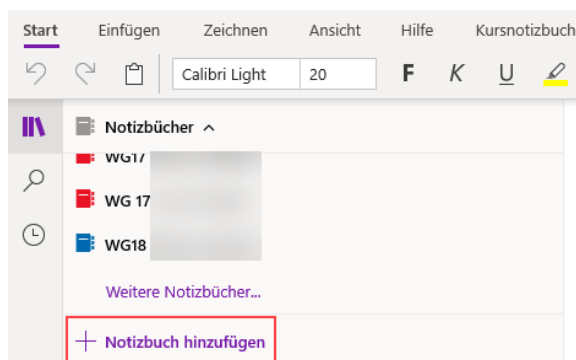 Start Einfügen Zeichnen Ansicht Hilfe Kursnotizbuch
Calibri Light 20 F K U
Notizbücher
WG17
WG 17
WG18
Weitere Notizbücher...
Notizbuch hinzufügen